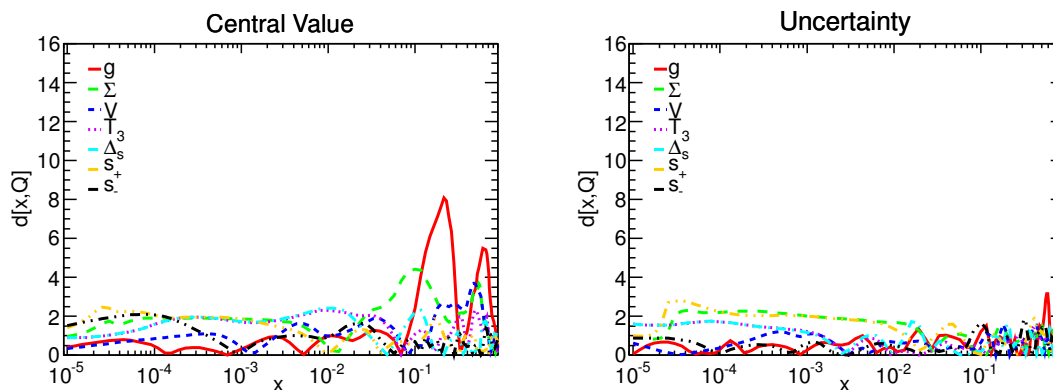 Central Value
16
14
12
10
8
6
4
2
0
d[x,Q]
g
Σ
V
T3
Δs
s+
s-
10-5
10-4
10-3
10-2
10-1
x
Uncertainty
16
14
12
10
8
6
4
2
0
d[x,Q]
g
Σ
V
T3
Δs
s+
s-
10-5
10-4
10-3
10-2
10-1
x